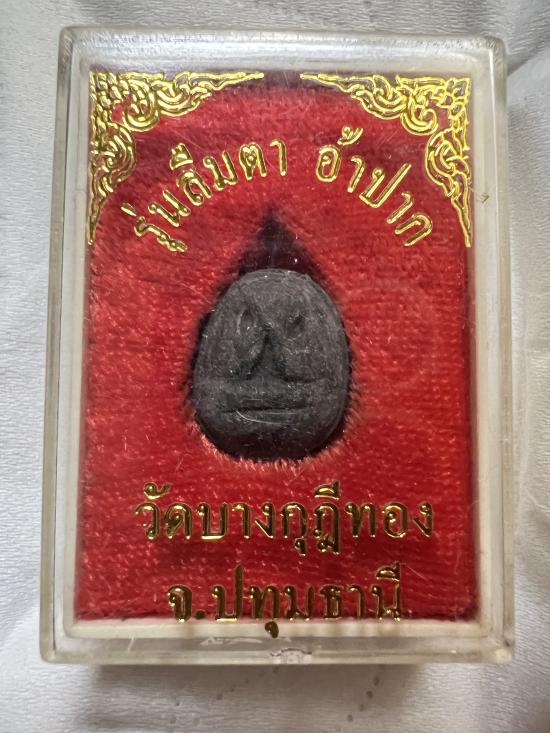 รุ่นลืมตา อ้าปาก
วัดบางกุฎีทอง
จ.ปทุมธานี